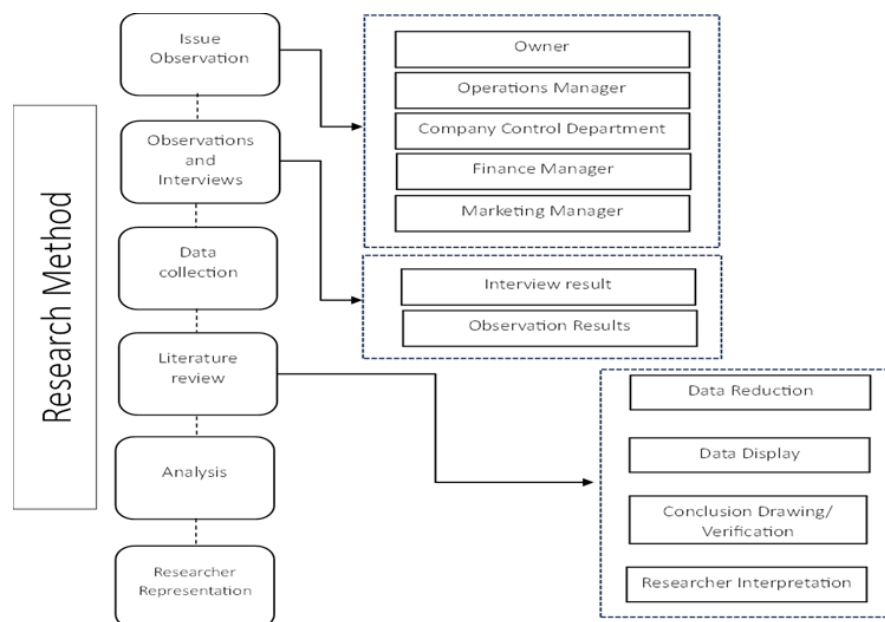 Research Method
Issue
Observation
Observations
and
Interviews
Data
collection
Literature
review
Analysis
Researcher
Representation
Owner
Operations Manager
Company Control Department
Finance Manager
Marketing Manager
Interview result
Observation Results
Data Reduction
Data Display
Conclusion Drawing/
Verification
Researcher Interpretation